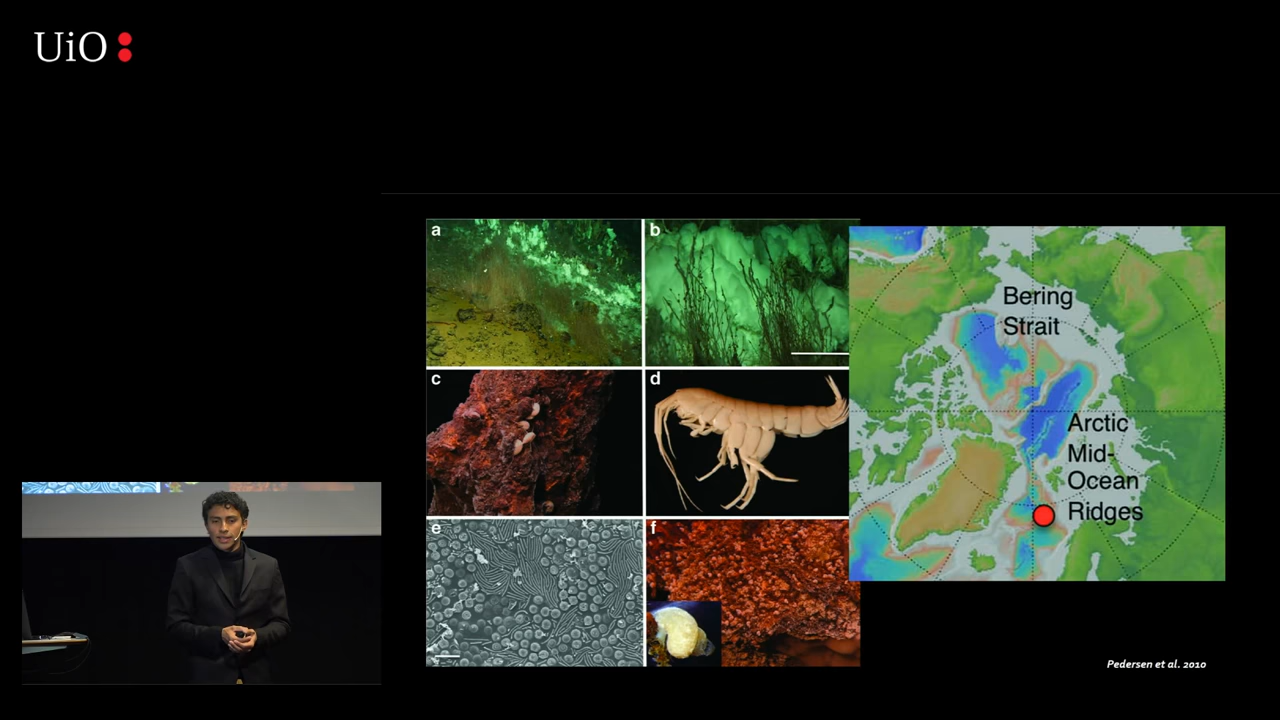 UiO
a
b
c
d
e
f
Bering
Strait
Arctic
Mid-
Ocean
Ridges
Pedersen et al. 2010